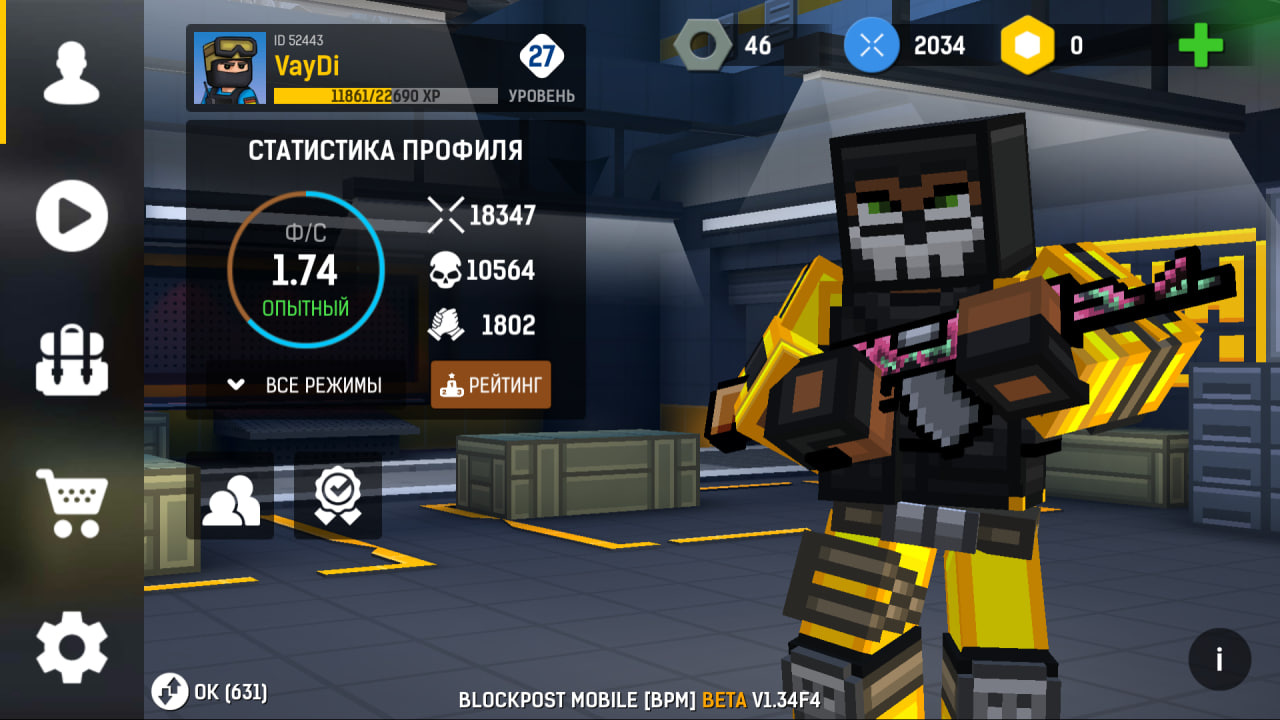 ID 52443
VayDi
11861/22690 XP
27
УРОВЕНЬ
46
2034
0
СТАТИСТИКА ПРОФИЛЯ
Ф/С
1.74
ОПЫТНЫЙ
18347
10564
1802
ВСЕ РЕЖИМЫ
РЕЙТИНГ
OK (631)
BLOCKPOST MOBILE [BPM] BETA V1.34F4
i